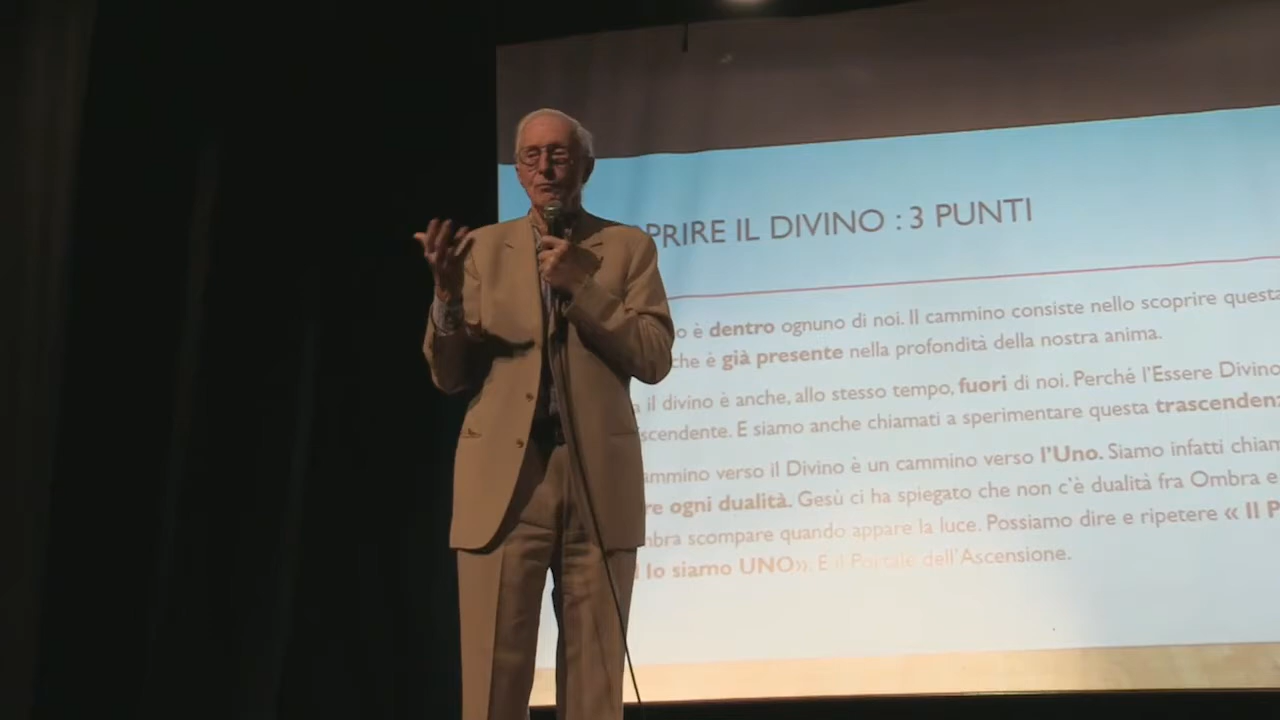 PRIRE IL DIVINO : 3 PUNTI
o è dentro ognuno di noi. Il cammino consiste nello scoprire questa
che è già presente nella profondità della nostra anima.
a il divino è anche, allo stesso tempo, fuori di noi. Perché l'Essere Divino
scendente. E siamo anche chiamati a sperimentare questa trascendenz
ammino verso il Divino è un cammino verso l'Uno. Siamo infatti chiam
re ogni dualità. Gesù ci ha spiegato che non c'è dualità fra Ombra e
mbra scompare quando appare la luce. Possiamo dire e ripetere « Il P
lo siamo UNO». E il Portale dell'Ascensione.